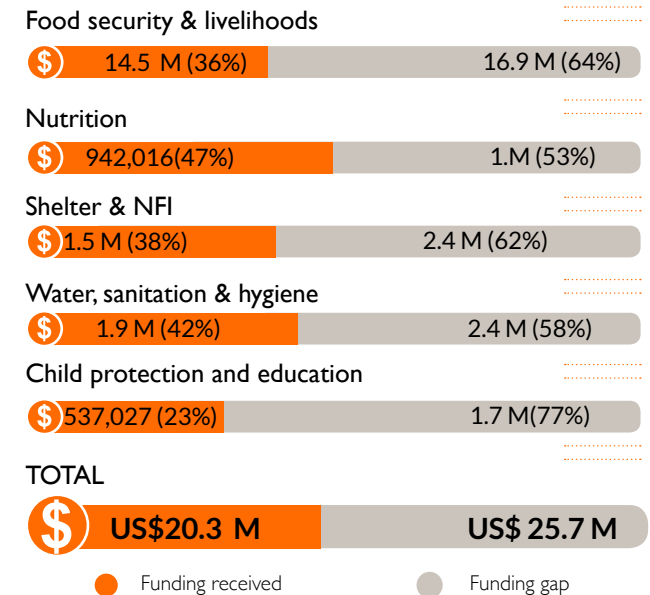 Food security & livelihoods
$ 14.5 M (36%) 16.9 M (64%)
Nutrition
$ 942,016(47%) 1.M (53%)
Shelter & NFI
$ 1.5 M (38%) 2.4 M (62%)
Water, sanitation & hygiene
$ 1.9 M (42%) 2.4 M (58%)
Child protection and education
$ 537,027 (23%) 1.7 M(77%)
TOTAL
$ US$20.3 M US$ 25.7 M
Funding received Funding gap